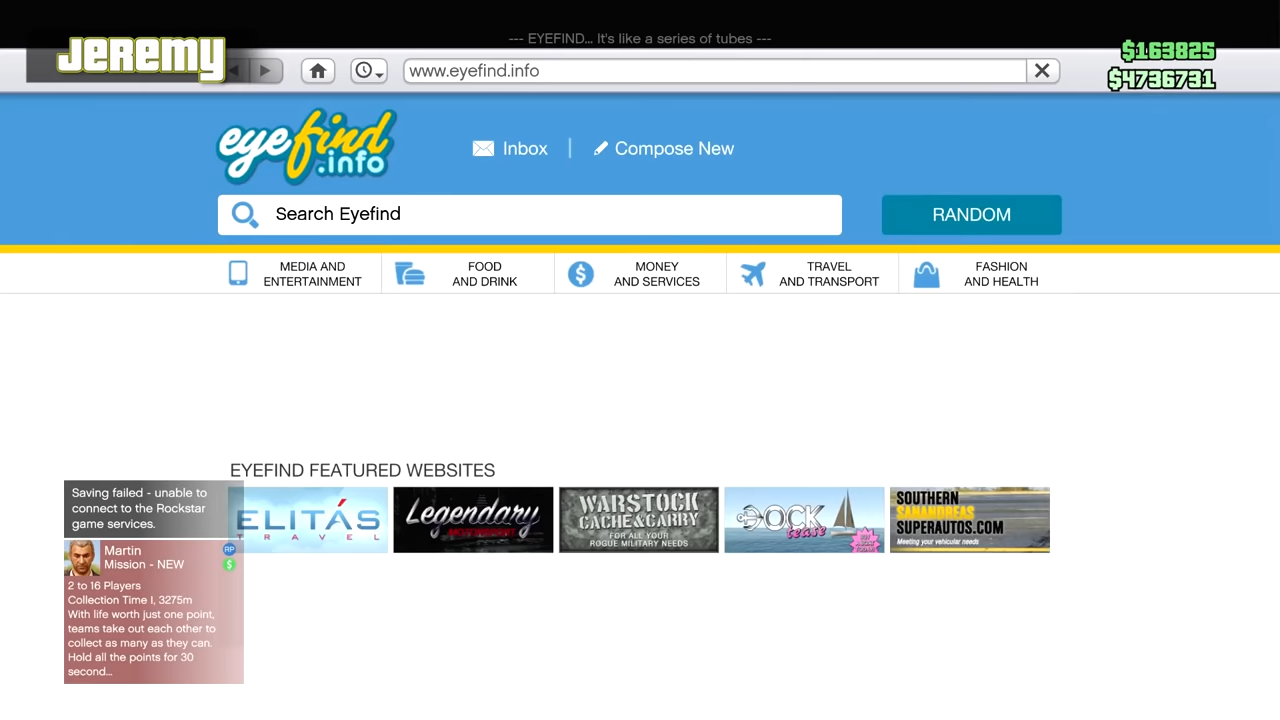 --- EYEFIND... It's like a series of tubes ---
JEREMY
www.eyefind.info
$163825
$4736731
eyefind.info
Inbox
Compose New
Search Eyefind
RANDOM
MEDIA AND
ENTERTAINMENT
FOOD
AND DRINK
MONEY
AND SERVICES
TRAVEL
AND TRANSPORT
FASHION
AND HEALTH
EYEFIND FEATURED WEBSITES
ELITÁS
TRAVEL
Legendary
MOTORSPORT
WARSTOCK
CACHE&CARRY
FOR ALL YOUR
ROGUE MILITARY NEEDS
DOCK
tease
SOUTHERN
SANANDREAS
SUPERAUTOS.COM
Meeting your vehicular needs
Saving failed - unable to
connect to the Rockstar
game services.
Martin
Mission - NEW
RP
$
2 to 16 Players
Collection Time I, 3275m
With life worth just one point,
teams take out each other to
collect as many as they can.
Hold all the points for 30
second...